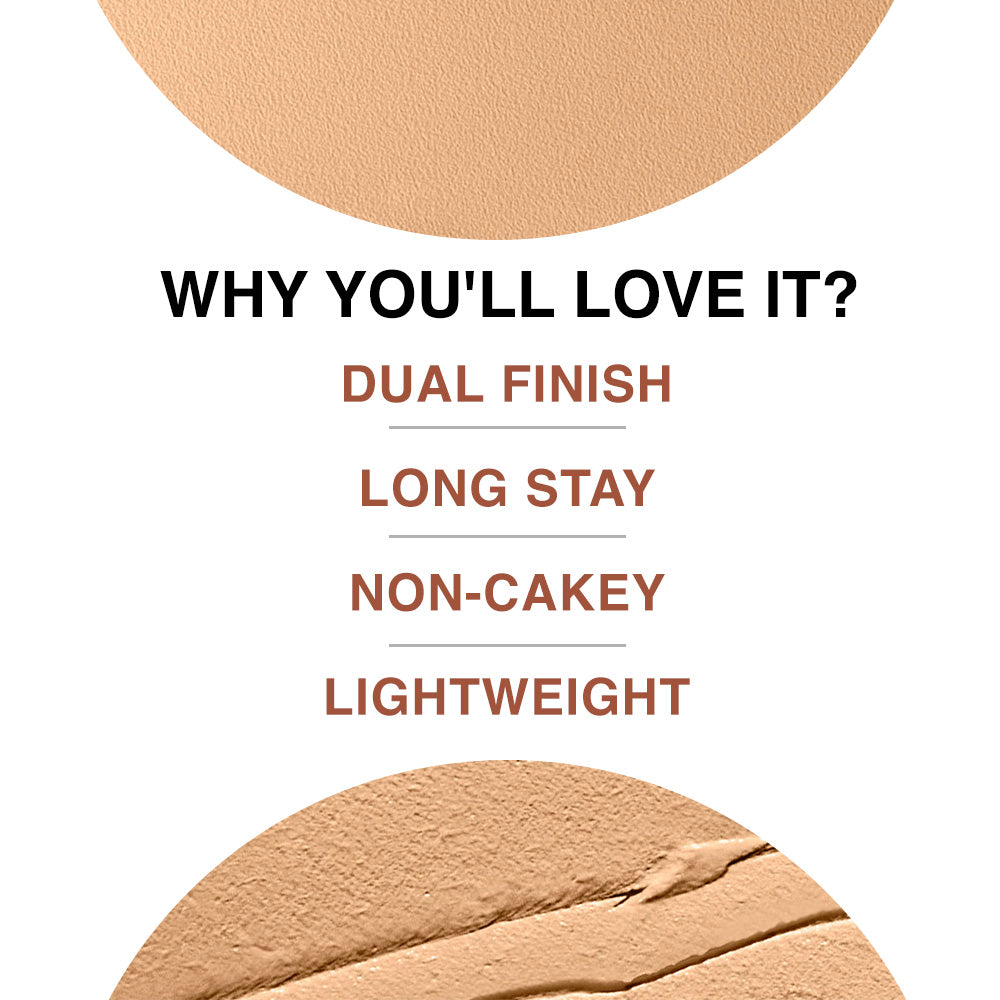 WHY YOU'LL LOVE IT?
DUAL FINISH
LONG STAY
NON-CAKEY
LIGHTWEIGHT